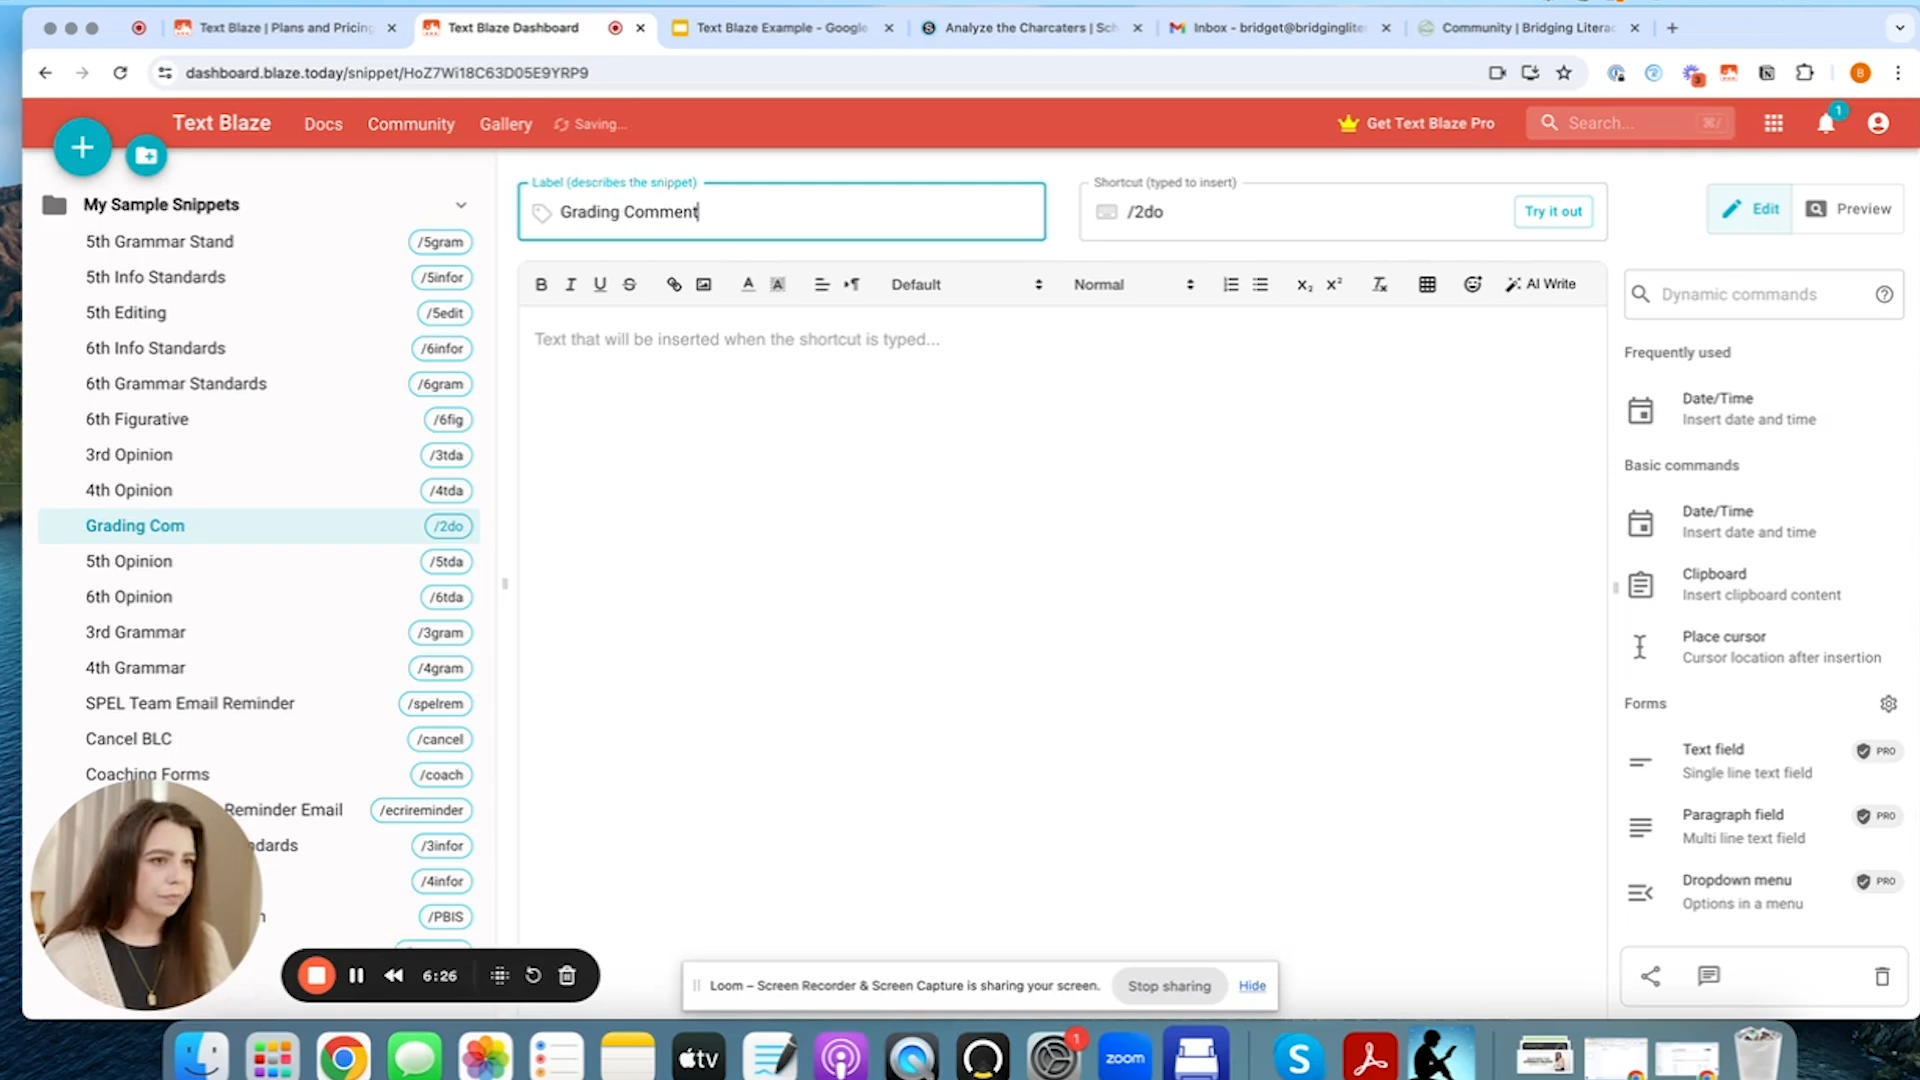 Text Blaze | Plans and Pricing
Text Blaze Dashboard
Text Blaze Example - Google
Analyze the Charcaters | Sch
Inbox - bridget@bridginglite
Community | Bridging Literac
dashboard.blaze.today/snippet/HoZ7Wi18C63D05E9YRP9
3
B
Text Blaze
Docs
Community
Gallery
Saving...
Get Text Blaze Pro
Search...
⌘/
1
My Sample Snippets
5th Grammar Stand /5gram
5th Info Standards /5infor
5th Editing /5edit
6th Info Standards /6infor
6th Grammar Standards /6gram
6th Figurative /6fig
3rd Opinion /3tda
4th Opinion /4tda
Grading Com /2do
5th Opinion /5tda
6th Opinion /6tda
3rd Grammar /3gram
4th Grammar /4gram
SPEL Team Email Reminder /spelrem
Cancel BLC /cancel
Coaching Forms /coach
Reminder Email /ecrireminder
dards /3infor
/4infor
n /PBIS
Label (describes the snippet)
Grading Comment
Shortcut (typed to insert)
/2do
Try it out
Edit
Preview
B I U S
Default
Normal
AI Write
Text that will be inserted when the shortcut is typed...
Dynamic commands
Frequently used
Date/Time
Insert date and time
Basic commands
Date/Time
Insert date and time
Clipboard
Insert clipboard content
Place cursor
Cursor location after insertion
Forms
Text field PRO
Single line text field
Paragraph field PRO
Multi line text field
Dropdown menu PRO
Options in a menu
6:26
Loom – Screen Recorder & Screen Capture is sharing your screen.
Stop sharing
Hide
tv
1
zoom
S